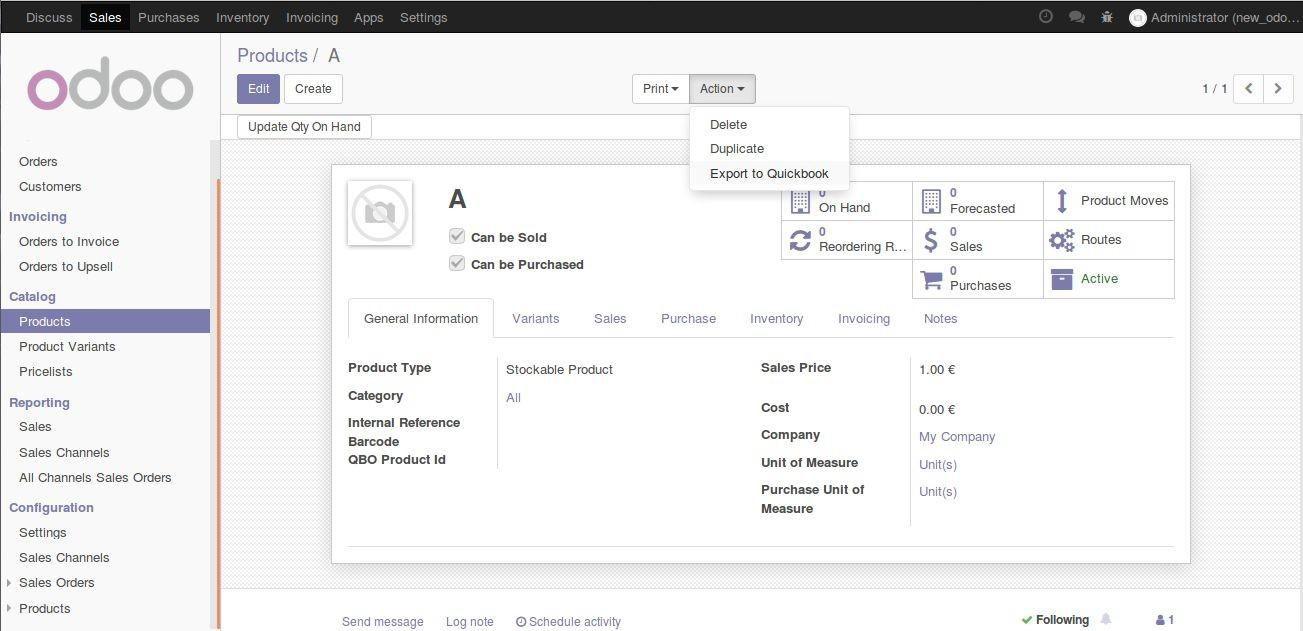 Discuss Sales Purchases Inventory Invoicing Apps Settings Administrator (new_odo...
odoo
Products / A
Edit Create Print Action 1 / 1
Update Qty On Hand
Delete
Duplicate
Export to Quickbook
Orders
Customers
Invoicing
Orders to Invoice
Orders to Upsell
Catalog
Products
Product Variants
Pricelists
Reporting
Sales
Sales Channels
All Channels Sales Orders
Configuration
Settings
Sales Channels
Sales Orders
Products
A
Can be Sold
Can be Purchased
0
On Hand
0
Forecasted
Product Moves
0
Reordering R...
0
Sales
Routes
0
Purchases
Active
General Information Variants Sales Purchase Inventory Invoicing Notes
Product Type Stockable Product
Category All
Internal Reference
Barcode
QBO Product Id
Sales Price 1.00 €
Cost 0.00 €
Company My Company
Unit of Measure Unit(s)
Purchase Unit of Unit(s)
Measure
Send message Log note Schedule activity Following 1